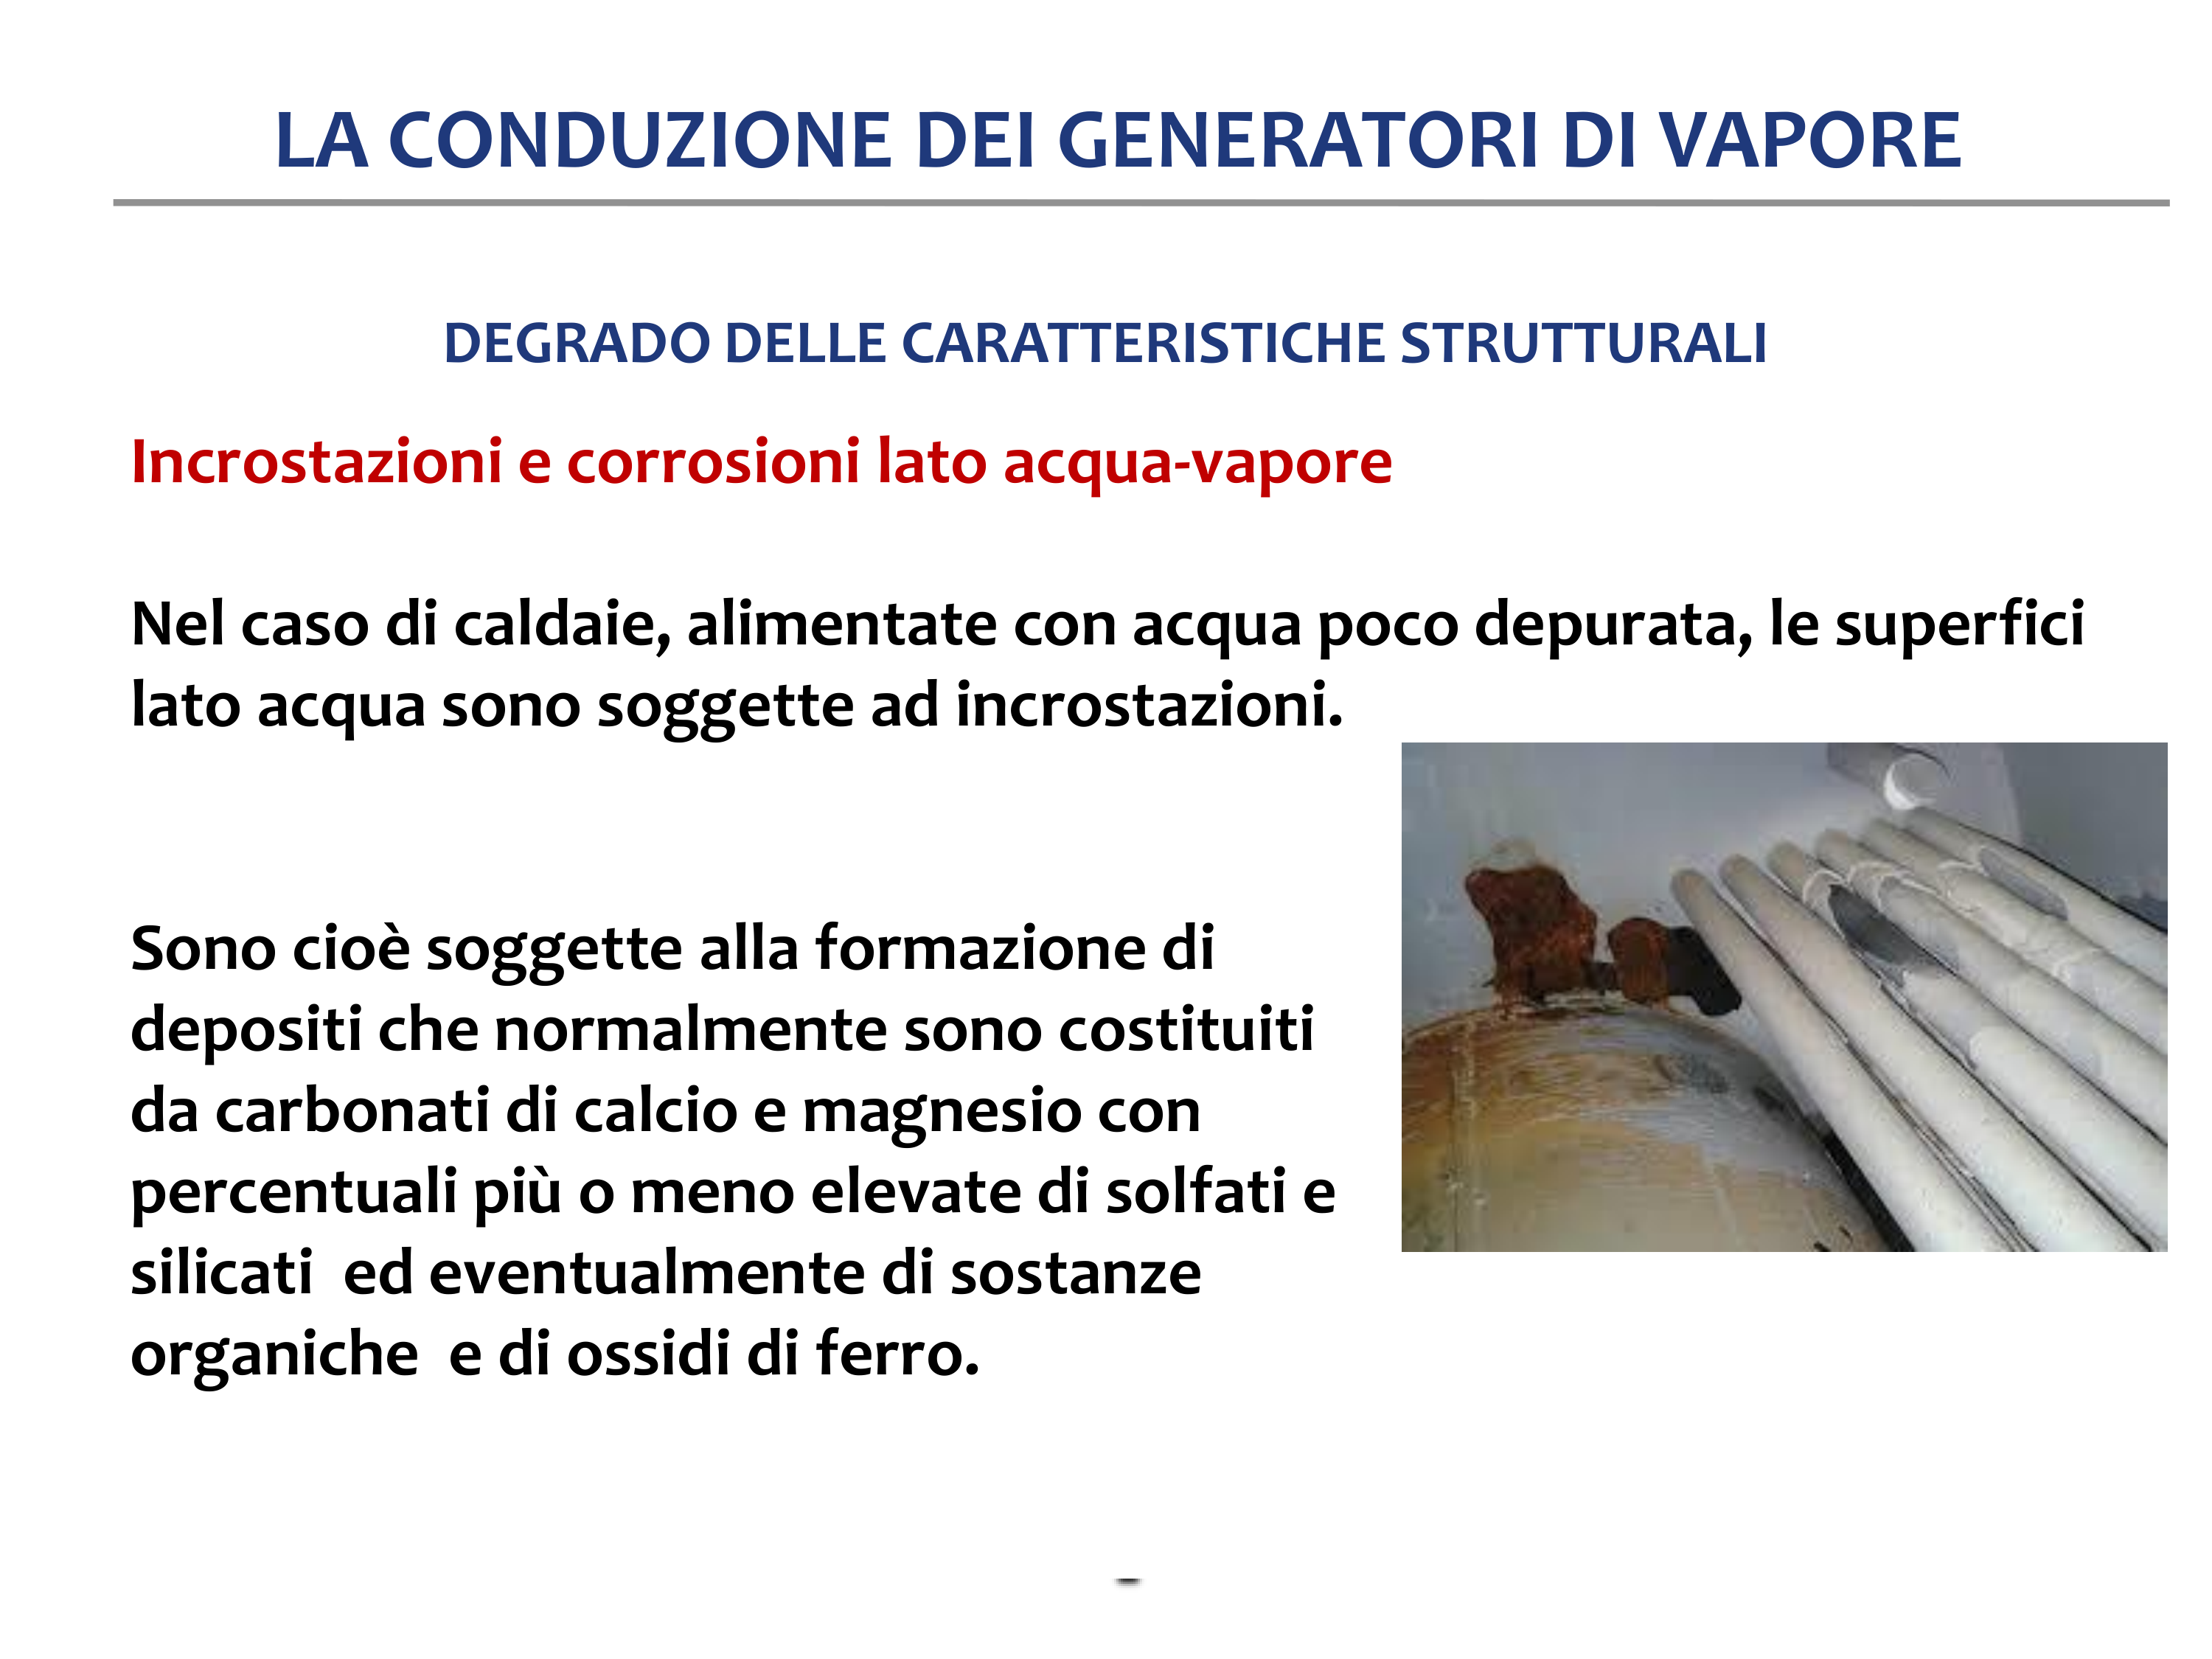 LA CONDUZIONE DEI GENERATORI DI VAPORE
DEGRADO DELLE CARATTERISTICHE STRUTTURALI
Incrostazioni e corrosioni lato acqua-vapore
Nel caso di caldaie, alimentate con acqua poco depurata, le superfici
lato acqua sono soggette ad incrostazioni.
Sono cioè soggette alla formazione di
depositi che normalmente sono costituiti
da carbonati di calcio e magnesio con
percentuali più o meno elevate di solfati e
silicati  ed eventualmente di sostanze
organiche  e di ossidi di ferro.